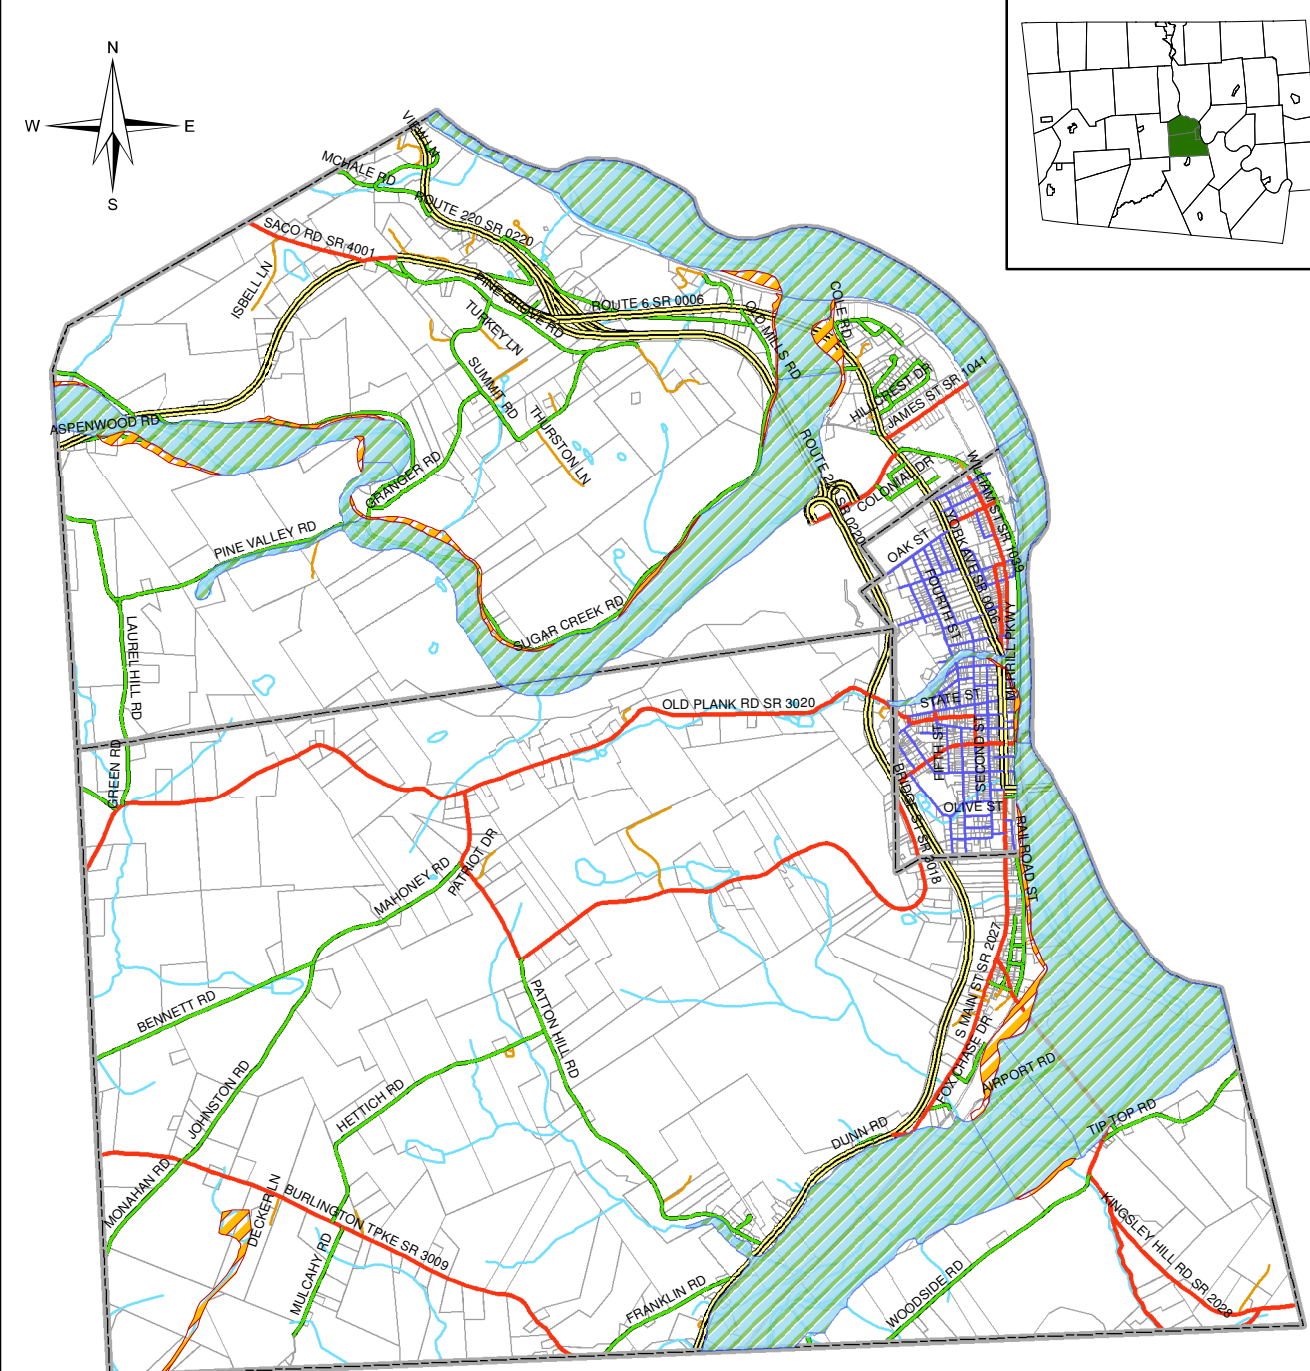 N
W
E
S
VIEW LN
MCHALE RD
ROUTE 220 SR 0220
SACO RD SR 4001
ISBELL LN
PINE GROVE RD
ROUTE 6 SR 0006
TURKEY LN
OLD MILLS RD
COLE RD
SUMMIT RD
HILLCREST DR
JAMES ST SR 1041
THURSTON LN
ASPENWOOD RD
GRANGER RD
ROUTE 220 SR 0220
COLONIAL DR
WILLIAM ST SR 1039
PINE VALLEY RD
OAK ST
YORK AVE SR 0006
FOURTH ST
SUGAR CREEK RD
MERRILL PKWY
LAUREL HILL RD
OLD PLANK RD SR 3020
STATE ST
FIFTH ST
SECOND ST
GREEN RD
BRIDGE ST SR 2018
OLIVE ST
RAILROAD ST
PATRIOT DR
MAHONEY RD
S MAIN ST SR 2027
BENNETT RD
PATTON HILL RD
FOX CHASE DR
AIRPORT RD
JOHNSTON RD
HETTICH RD
DUNN RD
TIP TOP RD
MONAHAN RD
DECKER LN
BURLINGTON TPKE SR 3009
MULCAHY RD
KINGSLEY HILL RD SR 2028
FRANKLIN RD
WOODSIDE RD